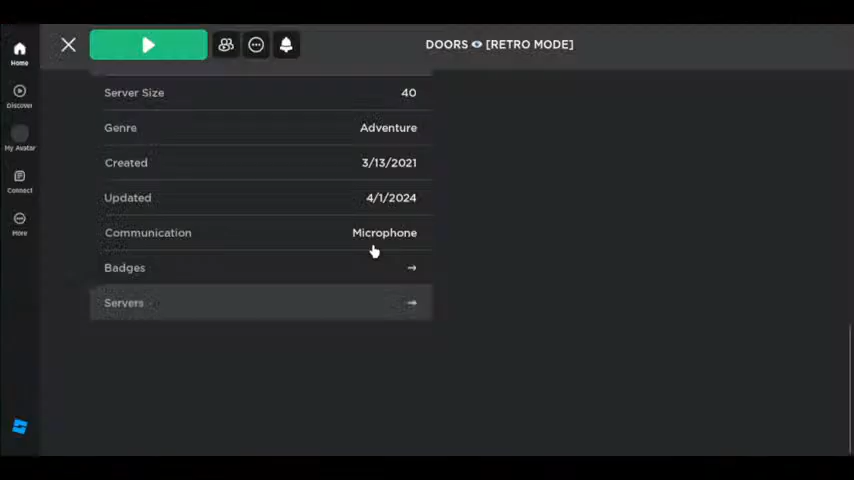 DOORS 👁 [RETRO MODE]
Home
Discover
My Avatar
Connect
More
Server Size 40
Genre Adventure
Created 3/13/2021
Updated 4/1/2024
Communication Microphone
Badges →
Servers →